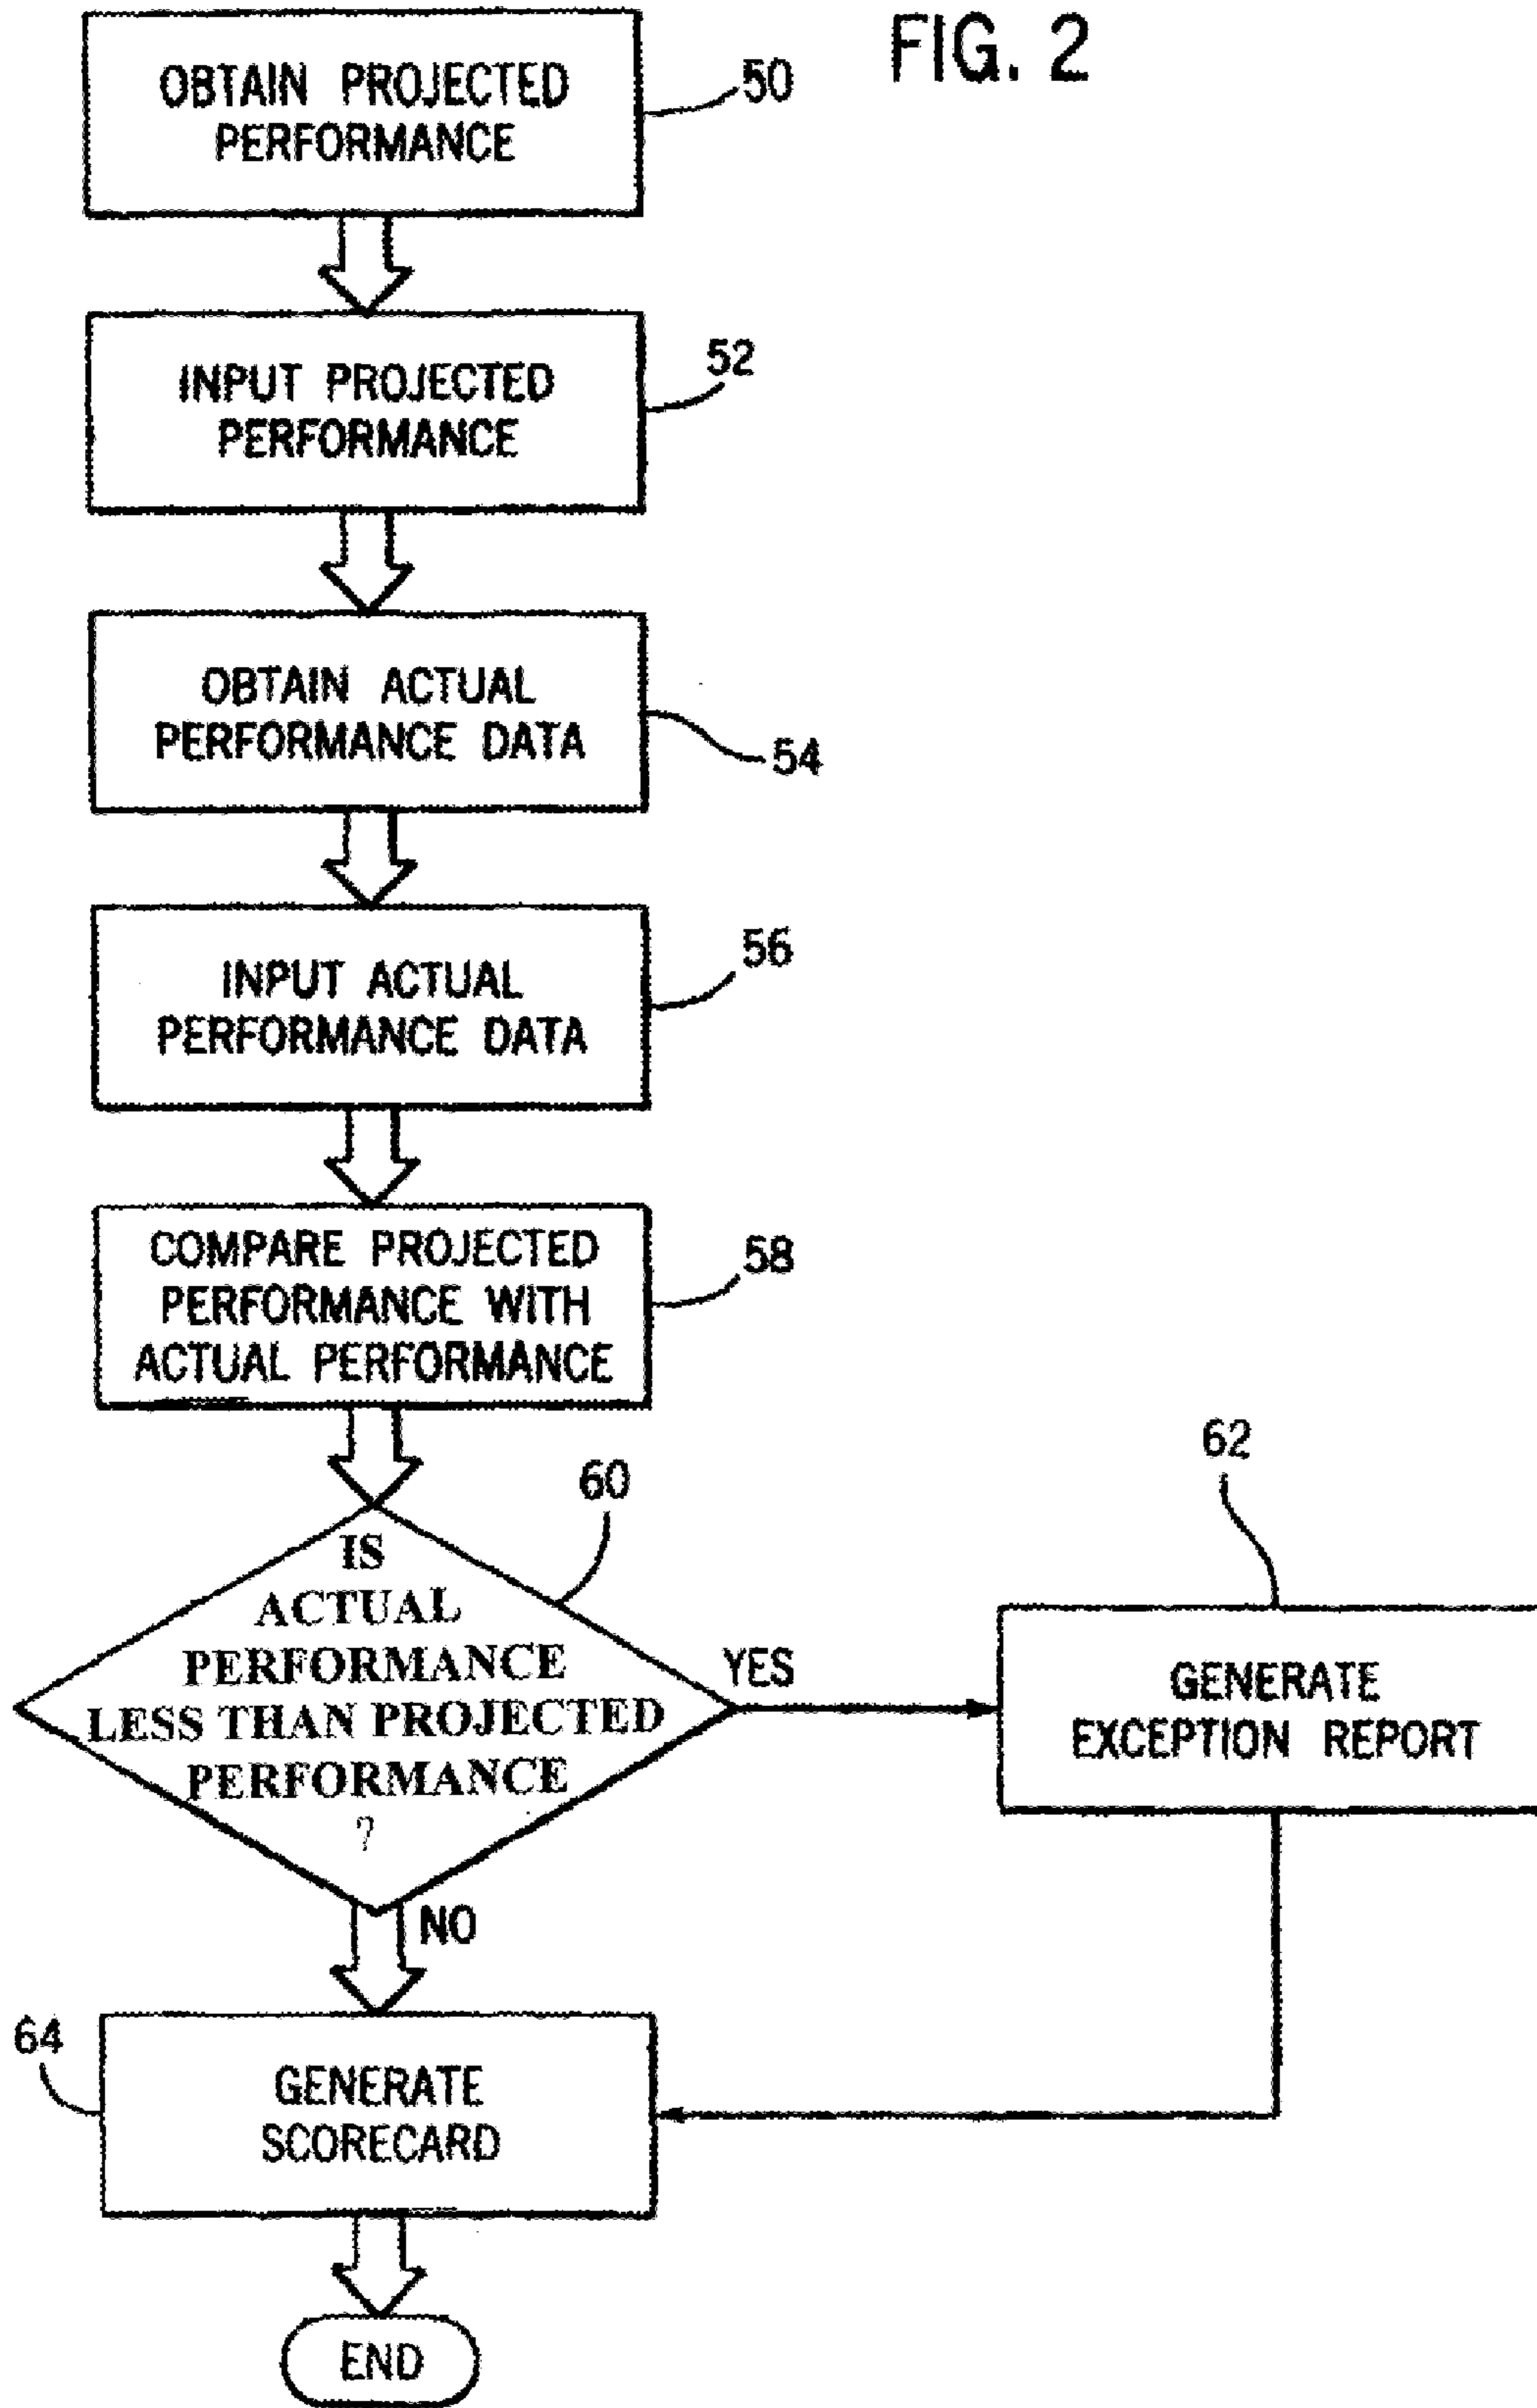 FIG. 2
OBTAIN PROJECTED
PERFORMANCE
50
INPUT PROJECTED
PERFORMANCE
52
OBTAIN ACTUAL
PERFORMANCE DATA
54
INPUT ACTUAL
PERFORMANCE DATA
56
COMPARE PROJECTED
PERFORMANCE WITH
ACTUAL PERFORMANCE
58
IS
ACTUAL
PERFORMANCE
LESS THAN PROJECTED
PERFORMANCE
?
60
YES
62
GENERATE
EXCEPTION REPORT
NO
64
GENERATE
SCORECARD
END